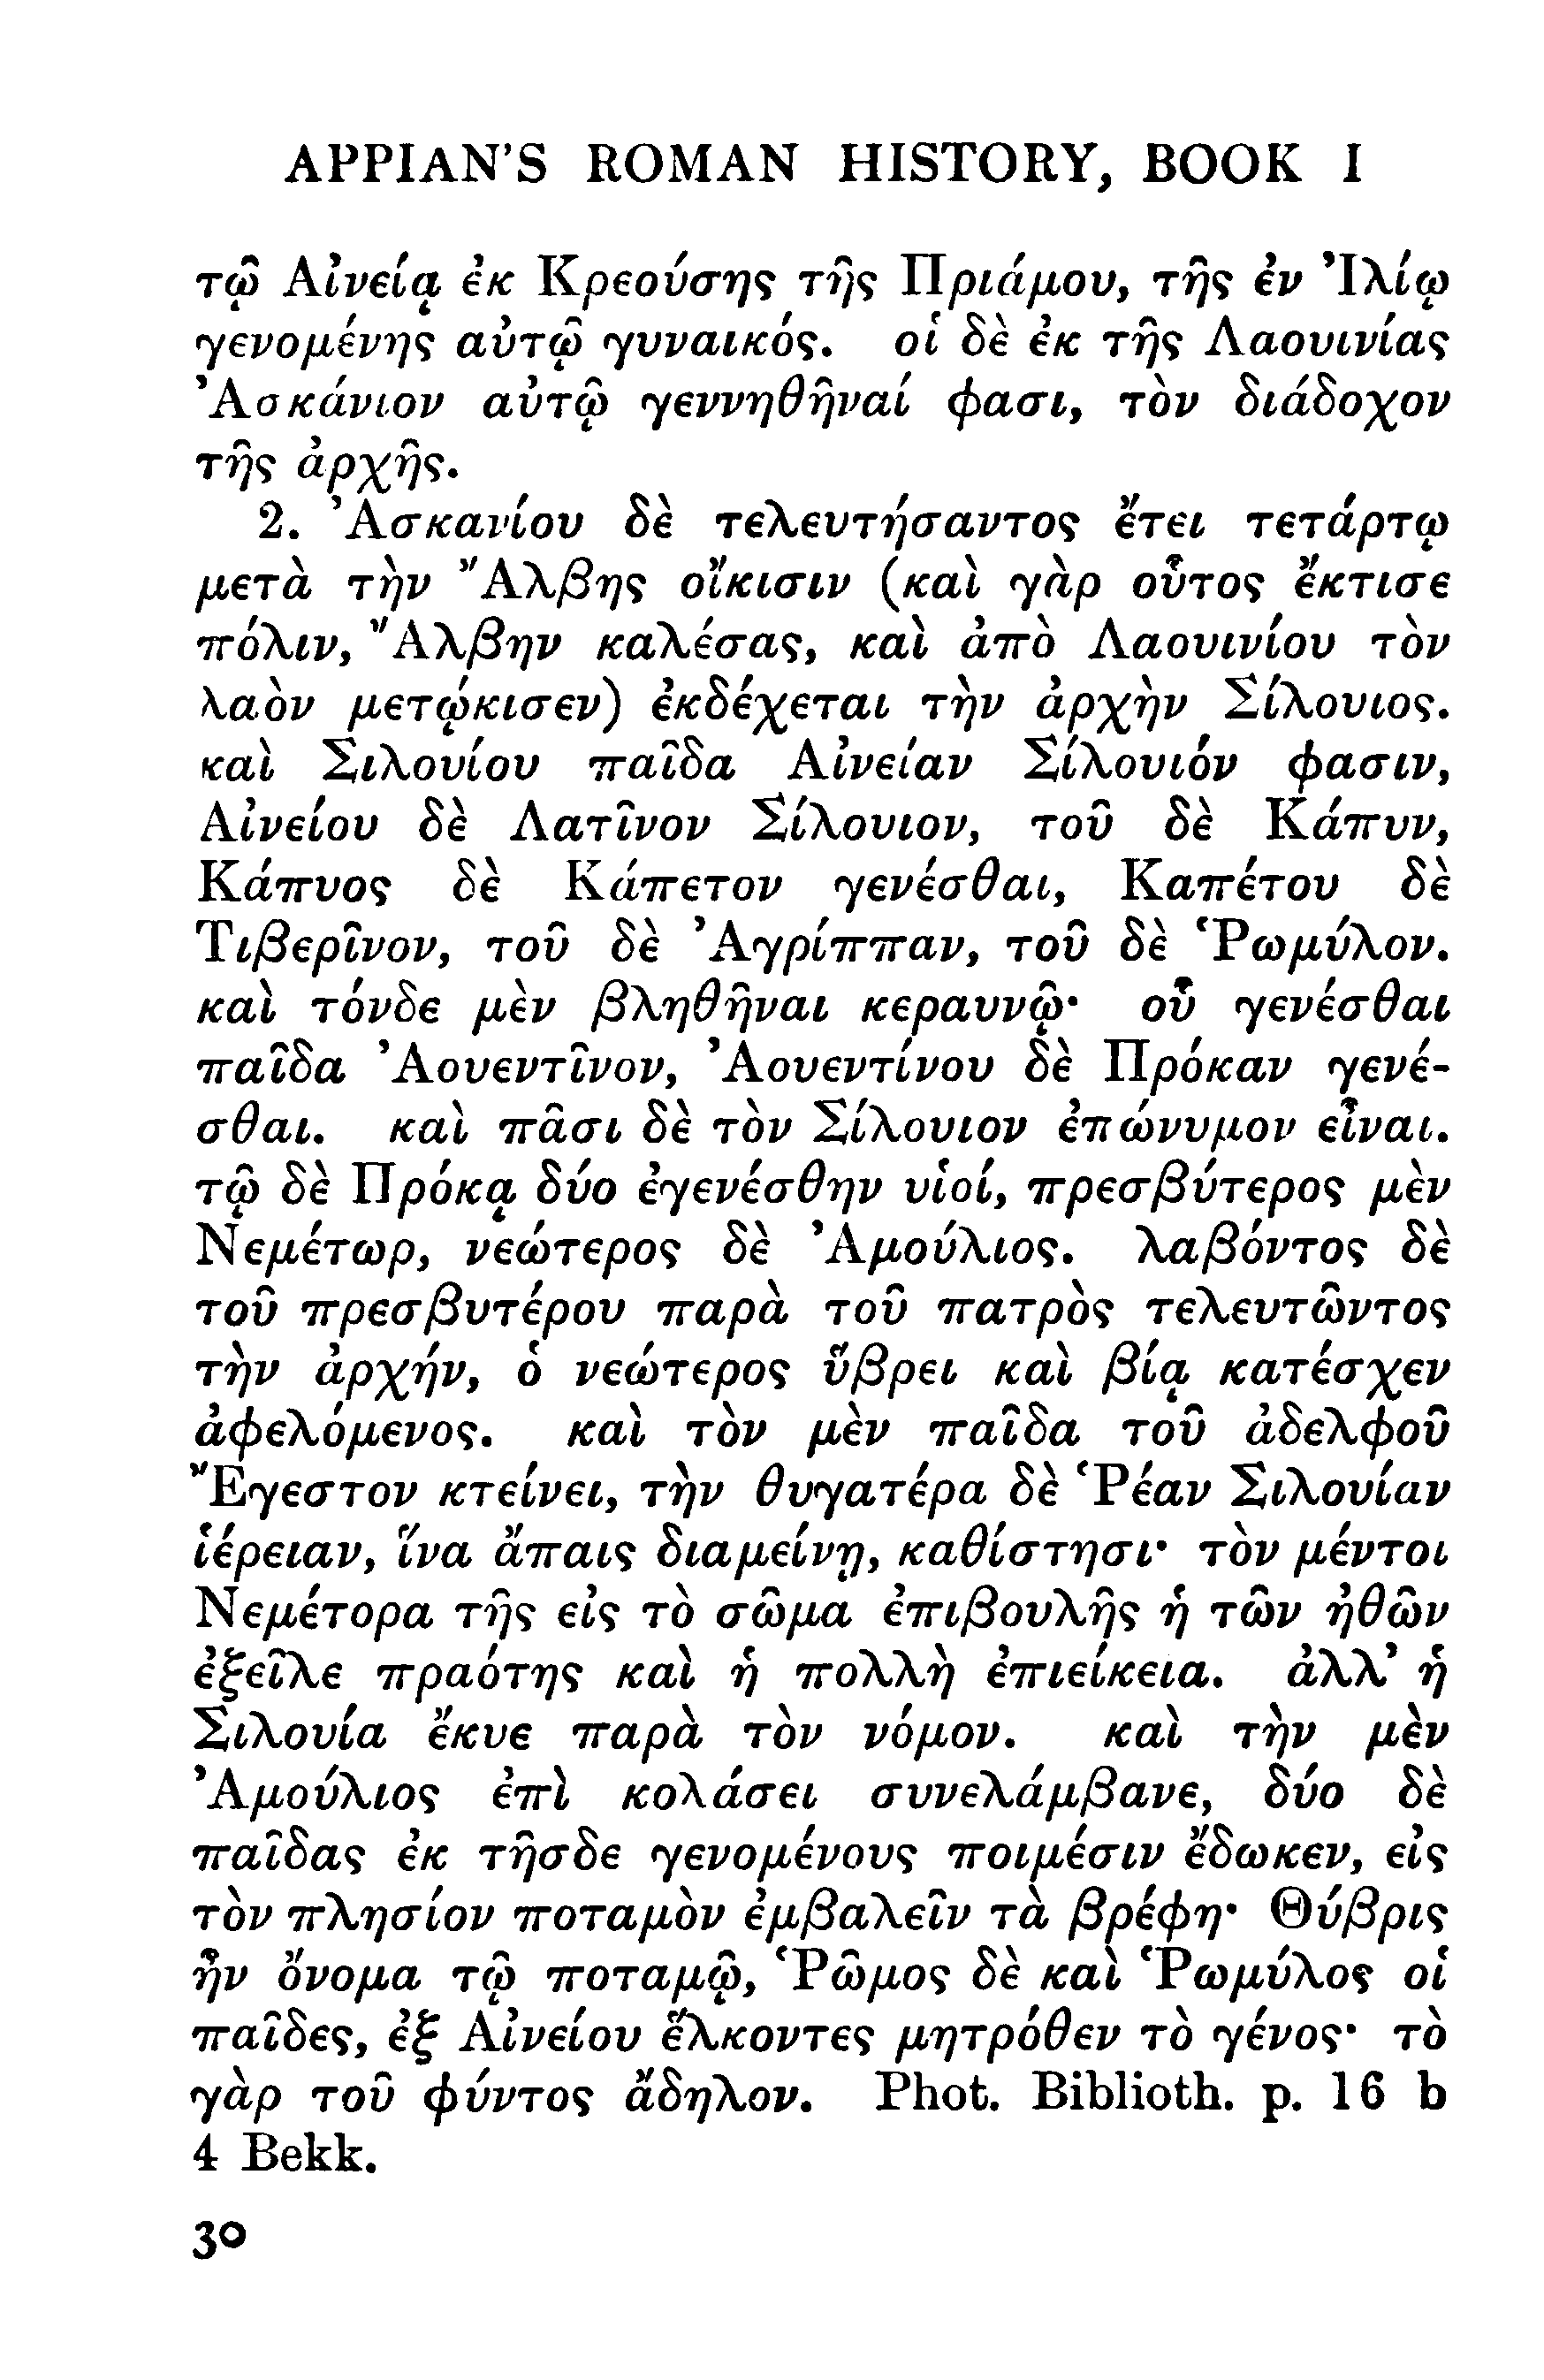 APPIAN'S ROMAN HISTORY, BOOK I
τῷ Αἰνείᾳ ἐκ Κρεούσης τῆς Πριάμου, τῆς ἐν Ἰλίῳ
γενομένης αὐτῷ γυναικός. οἱ δὲ ἐκ τῆς Λαουινίας
Ἀσκάνιον αὐτῷ γεννηθῆναί φασι, τὸν διάδοχον
τῆς ἀρχῆς.
2. Ἀσκανίου δὲ τελευτήσαντος ἔτει τετάρτῳ
μετὰ τὴν Ἄλβης οἴκισιν (καὶ γὰρ οὗτος ἔκτισε
πόλιν, Ἄλβην καλέσας, καὶ ἀπὸ Λαουινίου τὸν
λαὸν μετῴκισεν) ἐκδέχεται τὴν ἀρχὴν Σίλουιος.
καὶ Σιλουίου παῖδα Αἰνείαν Σίλουιόν φασιν,
Αἰνείου δὲ Λατῖνον Σίλουιον, τοῦ δὲ Κάπυν,
Κάπυος δὲ Κάπετον γενέσθαι, Καπέτου δὲ
Τιβερῖνον, τοῦ δὲ Ἀγρίππαν, τοῦ δὲ Ῥωμύλον.
καὶ τόνδε μὲν βληθῆναι κεραυνῷ· οὗ γενέσθαι
παῖδα Ἀουεντῖνον, Ἀουεντίνου δὲ Πρόκαν γενέ-
σθαι. καὶ πᾶσι δὲ τὸν Σίλουιον ἐπώνυμον εἶναι.
τῷ δὲ Πρόκᾳ δύο ἐγενέσθην υἱοί, πρεσβύτερος μὲν
Νεμέτωρ, νεώτερος δὲ Ἀμούλιος. λαβόντος δὲ
τοῦ πρεσβυτέρου παρὰ τοῦ πατρὸς τελευτῶντος
τὴν ἀρχήν, ὁ νεώτερος ὕβρει καὶ βίᾳ κατέσχεν
ἀφελόμενος. καὶ τὸν μὲν παῖδα τοῦ ἀδελφοῦ
Ἔγεστον κτείνει, τὴν θυγατέρα δὲ Ῥέαν Σιλουίαν
ἱέρειαν, ἵνα ἄπαις διαμείνῃ, καθίστησι· τὸν μέντοι
Νεμέτορα τῆς εἰς τὸ σῶμα ἐπιβουλῆς ἡ τῶν ἠθῶν
ἐξεῖλε πραότης καὶ ἡ πολλὴ ἐπιείκεια. ἀλλ' ἡ
Σιλουία ἔκυε παρὰ τὸν νόμον. καὶ τὴν μὲν
Ἀμούλιος ἐπὶ κολάσει συνελάμβανε, δύο δὲ
παῖδας ἐκ τῆσδε γενομένους ποιμέσιν ἔδωκεν, εἰς
τὸν πλησίον ποταμὸν ἐμβαλεῖν τὰ βρέφη· Θύβρις
ἦν ὄνομα τῷ ποταμῷ, Ῥῶμος δὲ καὶ Ῥωμύλος οἱ
παῖδες, ἐξ Αἰνείου ἕλκοντες μητρόθεν τὸ γένος· τὸ
γὰρ τοῦ φύντος ἄδηλον. Phot. Biblioth. p. 16 b
4 Bekk.
30